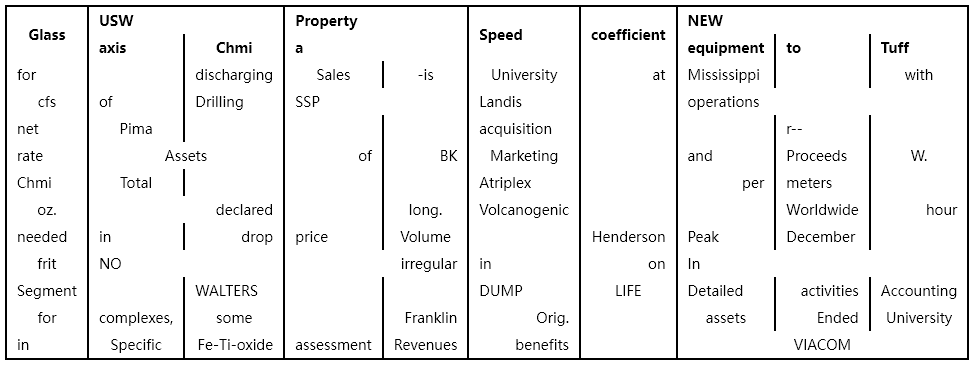 Glass USW Property Speed coefficient NEW
axis Chmi a equipment to Tuff
for discharging Sales -is University at Mississippi with
cfs of Drilling SSP Landis operations
net Pima acquisition r--
rate Assets of BK Marketing and Proceeds W.
Chmi Total Atriplex per meters
oz. declared long. Volcanogenic Worldwide hour
needed in drop price Volume Henderson Peak December
frit NO irregular in on In
Segment WALTERS DUMP LIFE Detailed activities Accounting
for complexes, some Franklin Orig. assets Ended University
in Specific Fe-Ti-oxide assessment Revenues benefits VIACOM